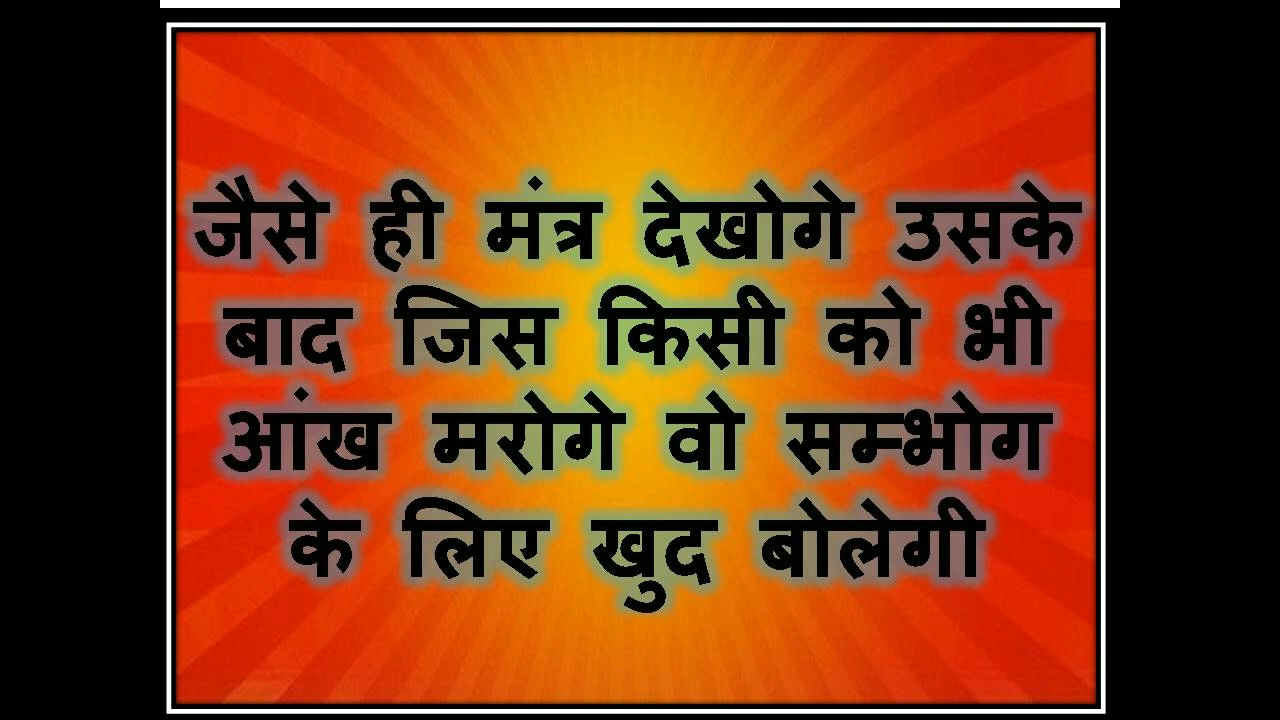 जैसे ही मंत्र देखोगे उसके
बाद जिस किसी को भी
आंख मरोगे वो सम्भोग
के लिए खुद बोलेगी